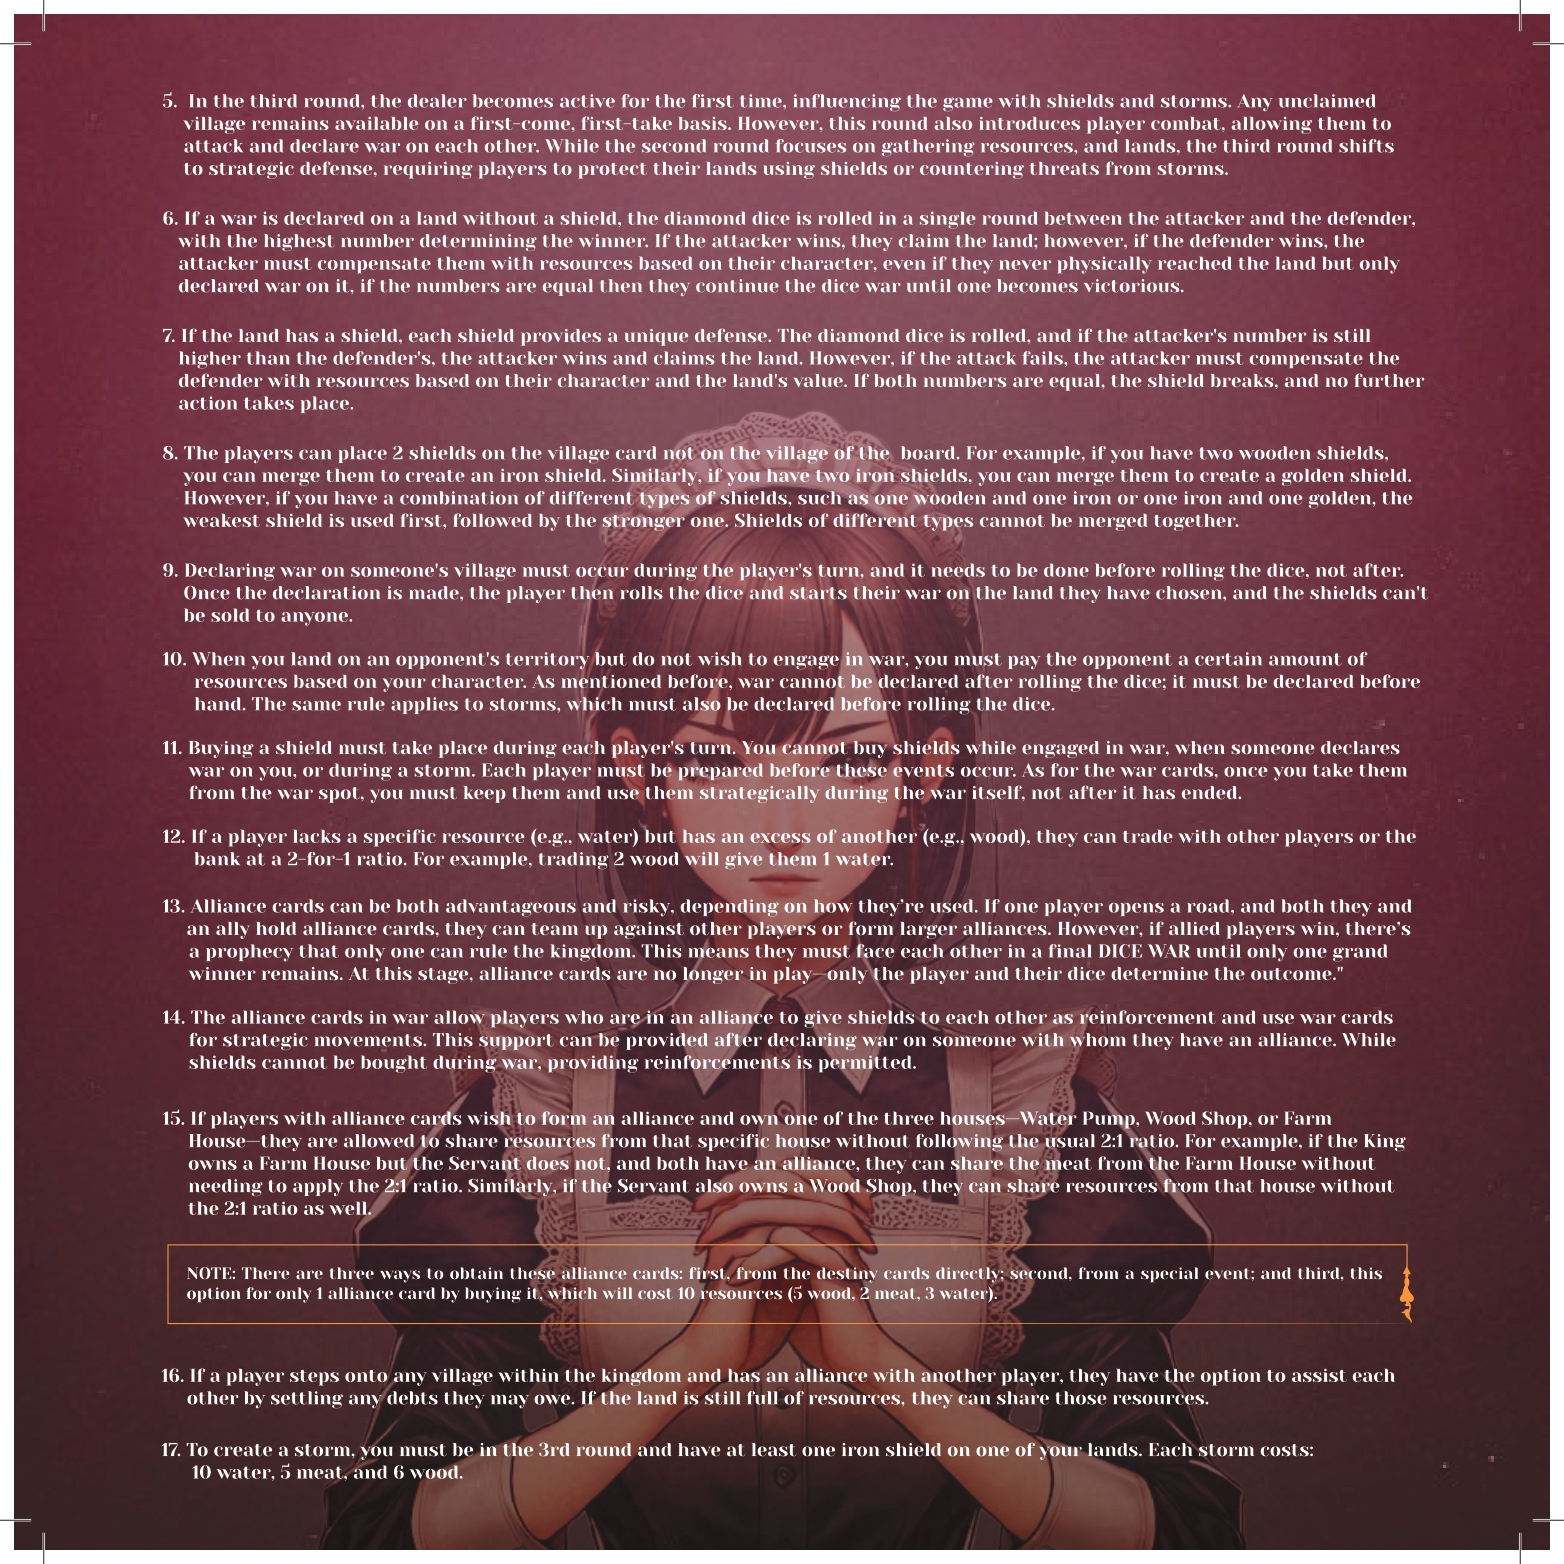 5. In the third round, the dealer becomes active for the first time, influencing the game with shields and storms. Any unclaimed
village remains available on a first-come, first-take basis. However, this round also introduces player combat, allowing them to
attack and declare war on each other. While the second round focuses on gathering resources, and lands, the third round shifts
to strategic defense, requiring players to protect their lands using shields or countering threats from storms.
6. If a war is declared on a land without a shield, the diamond dice is rolled in a single round between the attacker and the defender,
with the highest number determining the winner. If the attacker wins, they claim the land; however, if the defender wins, the
attacker must compensate them with resources based on their character, even if they never physically reached the land but only
declared war on it, if the numbers are equal then they continue the dice war until one becomes victorious.
7. If the land has a shield, each shield provides a unique defense. The diamond dice is rolled, and if the attacker's number is still
higher than the defender's, the attacker wins and claims the land. However, if the attack fails, the attacker must compensate the
defender with resources based on their character and the land's value. If both numbers are equal, the shield breaks, and no further
action takes place.
8. The players can place 2 shields on the village card not on the village of the board. For example, if you have two wooden shields,
you can merge them to create an iron shield. Similarly, if you have two iron shields, you can merge them to create a golden shield.
However, if you have a combination of different types of shields, such as one wooden and one iron or one iron and one golden, the
weakest shield is used first, followed by the stronger one. Shields of different types cannot be merged together.
9. Declaring war on someone's village must occur during the player's turn, and it needs to be done before rolling the dice, not after.
Once the declaration is made, the player then rolls the dice and starts their war on the land they have chosen, and the shields can't
be sold to anyone.
10. When you land on an opponent's territory but do not wish to engage in war, you must pay the opponent a certain amount of
resources based on your character. As mentioned before, war cannot be declared after rolling the dice; it must be declared before
hand. The same rule applies to storms, which must also be declared before rolling the dice.
11. Buying a shield must take place during each player's turn. You cannot buy shields while engaged in war, when someone declares
war on you, or during a storm. Each player must be prepared before these events occur. As for the war cards, once you take them
from the war spot, you must keep them and use them strategically during the war itself, not after it has ended.
12. If a player lacks a specific resource (e.g., water) but has an excess of another (e.g., wood), they can trade with other players or the
bank at a 2-for-1 ratio. For example, trading 2 wood will give them 1 water.
13. Alliance cards can be both advantageous and risky, depending on how they're used. If one player opens a road, and both they and
an ally hold alliance cards, they can team up against other players or form larger alliances. However, if allied players win, there's
a prophecy that only one can rule the kingdom. This means they must face each other in a final DICE WAR until only one grand
winner remains. At this stage, alliance cards are no longer in play—only the player and their dice determine the outcome."
14. The alliance cards in war allow players who are in an alliance to give shields to each other as reinforcement and use war cards
for strategic movements. This support can be provided after declaring war on someone with whom they have an alliance. While
shields cannot be bought during war, providing reinforcements is permitted.
15. If players with alliance cards wish to form an alliance and own one of the three houses—Water Pump, Wood Shop, or Farm
House—they are allowed to share resources from that specific house without following the usual 2:1 ratio. For example, if the King
owns a Farm House but the Servant does not, and both have an alliance, they can share the meat from the Farm House without
needing to apply the 2:1 ratio. Similarly, if the Servant also owns a Wood Shop, they can share resources from that house without
the 2:1 ratio as well.
NOTE: There are three ways to obtain these alliance cards: first, from the destiny cards directly; second, from a special event; and third, this
option for only 1 alliance card by buying it, which will cost 10 resources (5 wood, 2 meat, 3 water).
16. If a player steps onto any village within the kingdom and has an alliance with another player, they have the option to assist each
other by settling any debts they may owe. If the land is still full of resources, they can share those resources.
17. To create a storm, you must be in the 3rd round and have at least one iron shield on one of your lands. Each storm costs:
10 water, 5 meat, and 6 wood.